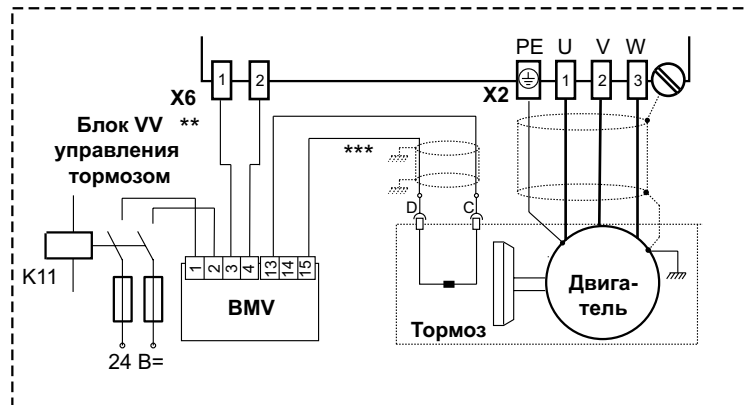 PE U V W
1 2 1 2 3
X6 X2
**
Блок VV
управления
тормозом
***
D C
K11
1 2 3 4 13 14 15
BMV
Двига-
тель
Тормоз
24 В=